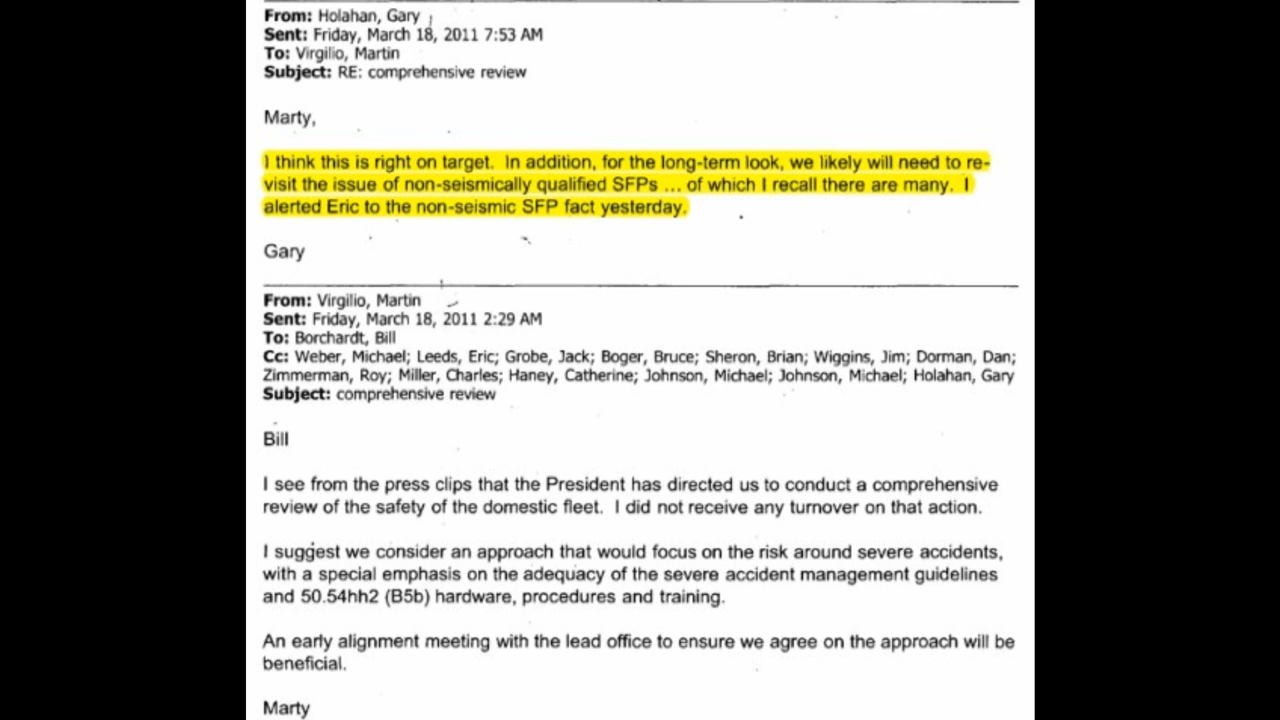 From: Holahan, Gary
Sent: Friday, March 18, 2011 7:53 AM
To: Virgilio, Martin
Subject: RE: comprehensive review
Marty,
I think this is right on target. In addition, for the long-term look, we likely will need to re-
visit the issue of non-seismically qualified SFPs ... of which I recall there are many. I
alerted Eric to the non-seismic SFP fact yesterday.
Gary
From: Virgilio, Martin
Sent: Friday, March 18, 2011 2:29 AM
To: Borchardt, Bill
Cc: Weber, Michael; Leeds, Eric; Grobe, Jack; Boger, Bruce; Sheron, Brian; Wiggins, Jim; Dorman, Dan;
Zimmerman, Roy; Miller, Charles; Haney, Catherine; Johnson, Michael; Johnson, Michael; Holahan, Gary
Subject: comprehensive review
Bill
I see from the press clips that the President has directed us to conduct a comprehensive
review of the safety of the domestic fleet. I did not receive any turnover on that action.
I suggest we consider an approach that would focus on the risk around severe accidents,
with a special emphasis on the adequacy of the severe accident management guidelines
and 50.54hh2 (B5b) hardware, procedures and training.
An early alignment meeting with the lead office to ensure we agree on the approach will be
beneficial.
Marty